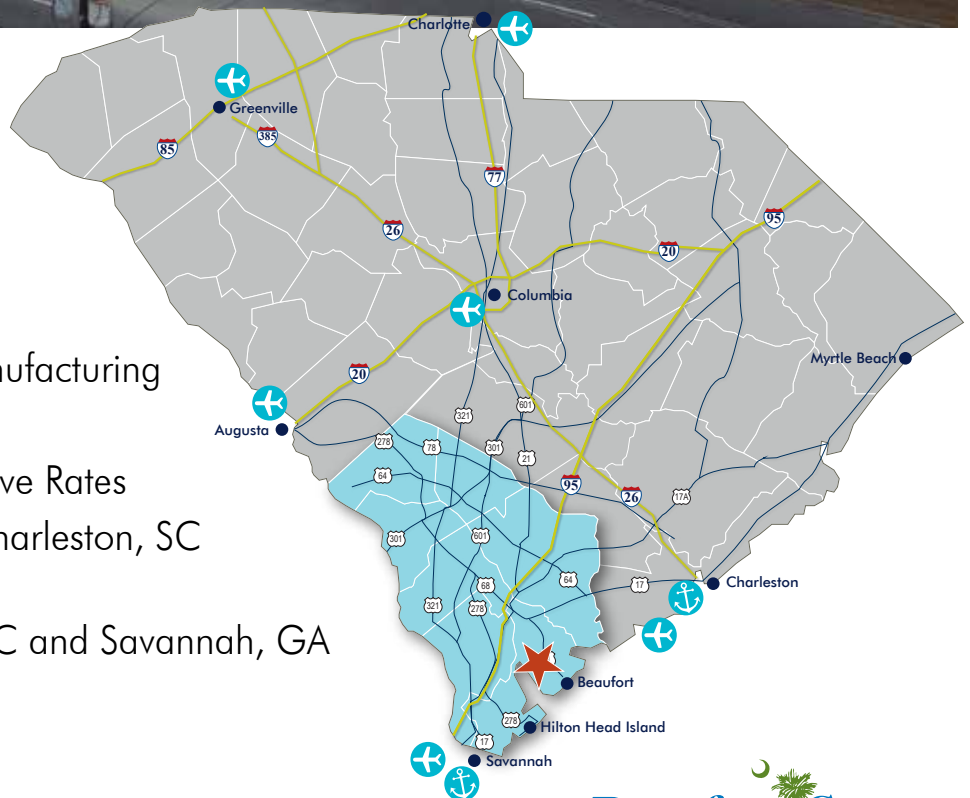 Charlotte
Greenville
85
385
77
26
95
20
Columbia
Myrtle Beach
20
Augusta
601
321
278
78
301
21
64
95
26
17A
301
601
68
64
17
Charleston
321
278
Beaufort
278
Hilton Head Island
17
Savannah
nufacturing
ve Rates
harleston, SC
C and Savannah, GA